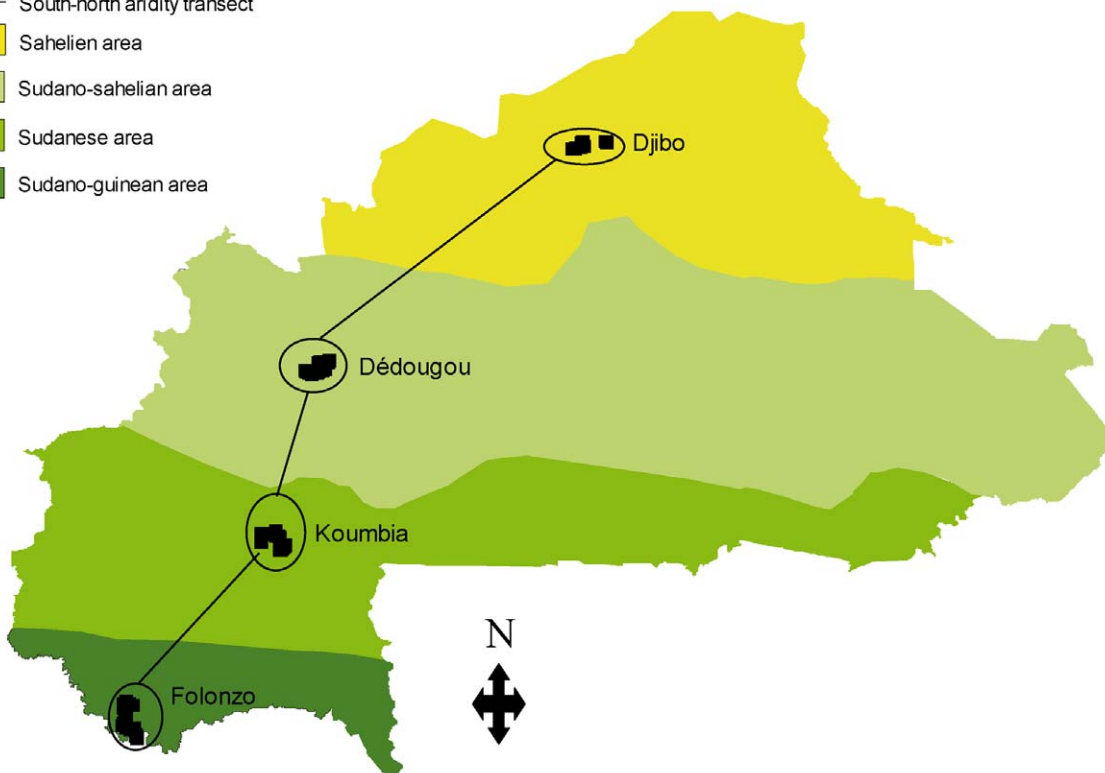 South-north aridity transect
Sahelien area
Sudano-sahelian area
Sudanese area
Sudano-guinean area
Djibo
Dédougou
Koumbia
Folonzo
N